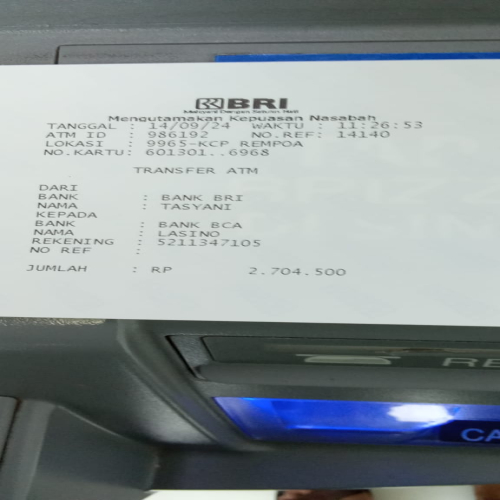 BRI
Melayani Dengan Setulus Hati
Mengutamakan Kepuasan Nasabah
TANGGAL : 14/09/24 WAKTU : 11:26:53
ATM ID : 986192 NO.REF: 14140
LOKASI : 9965-KCP REMPOA
NO.KARTU: 601301..6968
TRANSFER ATM
DARI
BANK : BANK BRI
NAMA : TASYANI
KEPADA
BANK : BANK BCA
NAMA : LASINO
REKENING : 5211347105
NO REF :
JUMLAH : RP 2.704.500
RE
CA